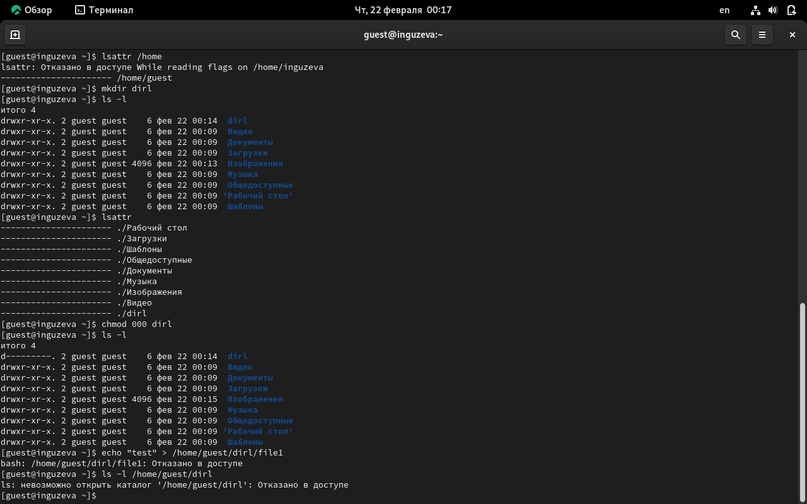 Обзор Терминал Чт, 22 февраля 00:17 en
guest@inguzeva:~
[guest@inguzeva ~]$ lsattr /home
lsattr: Отказано в доступе While reading flags on /home/inguzeva
---------------------- /home/guest
[guest@inguzeva ~]$ mkdir dirl
[guest@inguzeva ~]$ ls -l
итого 4
drwxr-xr-x. 2 guest guest    6 фев 22 00:14  dirl
drwxr-xr-x. 2 guest guest    6 фев 22 00:09  Видео
drwxr-xr-x. 2 guest guest    6 фев 22 00:09  Документы
drwxr-xr-x. 2 guest guest    6 фев 22 00:09  Загрузки
drwxr-xr-x. 2 guest guest 4096 фев 22 00:13  Изображения
drwxr-xr-x. 2 guest guest    6 фев 22 00:09  Музыка
drwxr-xr-x. 2 guest guest    6 фев 22 00:09  Общедоступные
drwxr-xr-x. 2 guest guest    6 фев 22 00:09 'Рабочий стол'
drwxr-xr-x. 2 guest guest    6 фев 22 00:09  Шаблоны
[guest@inguzeva ~]$ lsattr
---------------------- ./Рабочий стол
---------------------- ./Загрузки
---------------------- ./Шаблоны
---------------------- ./Общедоступные
---------------------- ./Документы
---------------------- ./Музыка
---------------------- ./Изображения
---------------------- ./Видео
---------------------- ./dirl
[guest@inguzeva ~]$ chmod 000 dirl
[guest@inguzeva ~]$ ls -l
итого 4
d---------. 2 guest guest    6 фев 22 00:14  dirl
drwxr-xr-x. 2 guest guest    6 фев 22 00:09  Видео
drwxr-xr-x. 2 guest guest    6 фев 22 00:09  Документы
drwxr-xr-x. 2 guest guest    6 фев 22 00:09  Загрузки
drwxr-xr-x. 2 guest guest 4096 фев 22 00:15  Изображения
drwxr-xr-x. 2 guest guest    6 фев 22 00:09  Музыка
drwxr-xr-x. 2 guest guest    6 фев 22 00:09  Общедоступные
drwxr-xr-x. 2 guest guest    6 фев 22 00:09 'Рабочий стол'
drwxr-xr-x. 2 guest guest    6 фев 22 00:09  Шаблоны
[guest@inguzeva ~]$ echo "test" > /home/guest/dirl/file1
bash: /home/guest/dirl/file1: Отказано в доступе
[guest@inguzeva ~]$ ls -l /home/guest/dirl
ls: невозможно открыть каталог '/home/guest/dirl': Отказано в доступе
[guest@inguzeva ~]$